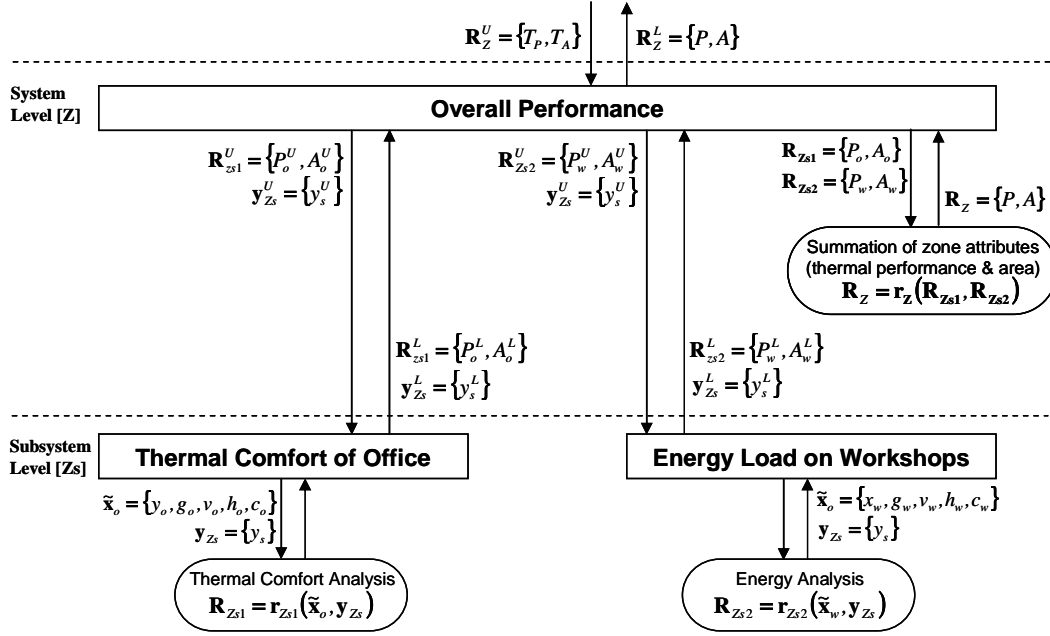 R_Z^U = {T_P, T_A}
R_Z^L = {P, A}
System
Level [Z]
Overall Performance
R_zs1^U = {P_o^U, A_o^U}
y_Zs^U = {y_s^U}
R_Zs2^U = {P_w^U, A_w^U}
y_Zs^U = {y_s^U}
R_Zs1 = {P_o, A_o}
R_Zs2 = {P_w, A_w}
R_Z = {P, A}
Summation of zone attributes
(thermal performance & area)
R_Z = r_Z(R_Zs1, R_Zs2)
R_zs1^L = {P_o^L, A_o^L}
y_Zs^L = {y_s^L}
R_zs2^L = {P_w^L, A_w^L}
y_Zs^L = {y_s^L}
Subsystem
Level [Zs]
Thermal Comfort of Office
Energy Load on Workshops
x̃_o = {y_o, g_o, v_o, h_o, c_o}
y_Zs = {y_s}
x̃_o = {x_w, g_w, v_w, h_w, c_w}
y_Zs = {y_s}
Thermal Comfort Analysis
R_Zs1 = r_Zs1(x̃_o, y_Zs)
Energy Analysis
R_Zs2 = r_Zs2(x̃_w, y_Zs)